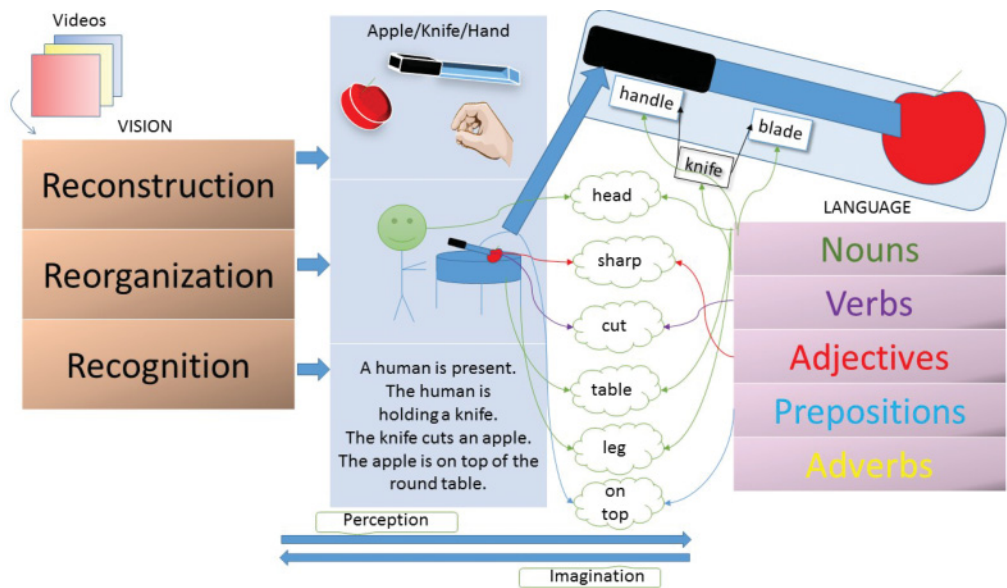 Videos
VISION
Reconstruction
Reorganization
Recognition
Apple/Knife/Hand
A human is present.
The human is
holding a knife.
The knife cuts an apple.
The apple is on top of the
round table.
handle
blade
knife
head
sharp
cut
table
leg
on
top
LANGUAGE
Nouns
Verbs
Adjectives
Prepositions
Adverbs
Perception
Imagination